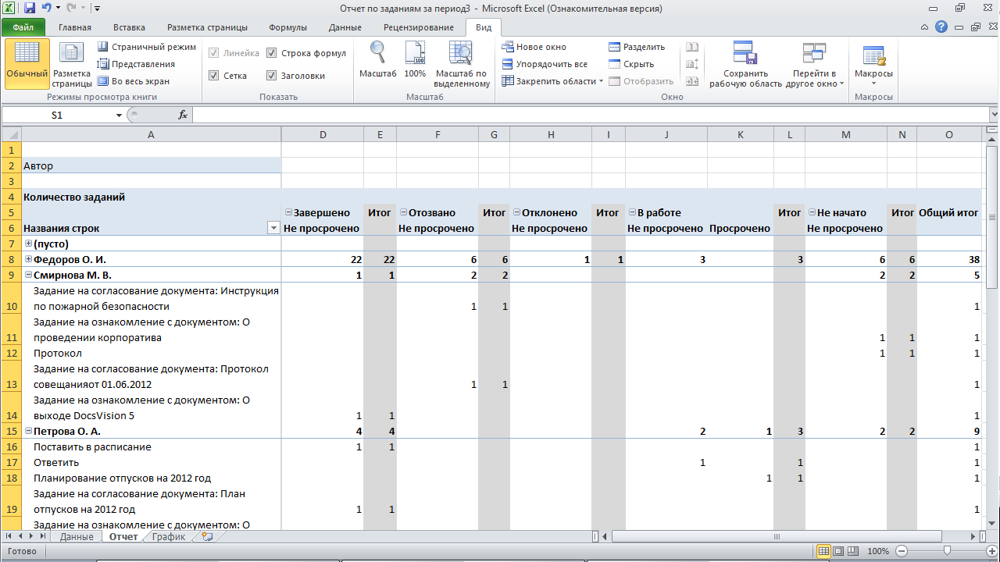 Отчет по заданиям за период3 - Microsoft Excel (Ознакомительная версия)
Файл Главная Вставка Разметка страницы Формулы Данные Рецензирование Вид
Обычный
Разметка страницы
Страничный режим
Представления
Во весь экран
Режимы просмотра книги
Линейка
Строка формул
Сетка
Заголовки
Показать
Масштаб
100
100%
Масштаб по выделенному
Масштаб
Новое окно
Упорядочить все
Закрепить области
Разделить
Скрыть
Отобразить
Сохранить рабочую область
Перейти в другое окно
Окно
Макросы
Макросы
S1 fx
A D E F G H I J K L M N O
1
2 Автор
3
4 Количество заданий
5 Завершено Итог Отозвано Итог Отклонено Итог В работе Итог Не начато Итог Общий итог
6 Названия строк Не просрочено Не просрочено Не просрочено Не просрочено Просрочено Не просрочено
7 (пусто)
8 Федоров О. И. 22 22 6 6 1 1 3 3 6 6 38
9 Смирнова М. В. 1 1 2 2 2 2 5
Задание на согласование документа: Инструкция
10 по пожарной безопасности 1 1 1
Задание на ознакомление с документом: О
11 проведении корпоратива 1 1 1
12 Протокол 1 1 1
Задание на согласование документа: Протокол
13 совещанияот 01.06.2012 1 1 1
Задание на ознакомление с документом: О
14 выходе DocsVision 5 1 1 1
15 Петрова О. А. 4 4 2 1 3 2 2 9
16 Поставить в расписание 1 1 1
17 Ответить 1 1 1
18 Планирование отпусков на 2012 год 1 1 1
Задание на согласование документа: План
19 отпусков на 2012 год 1 1 1
Задание на ознакомление с документом: О
Данные Отчет График
Готово 100%